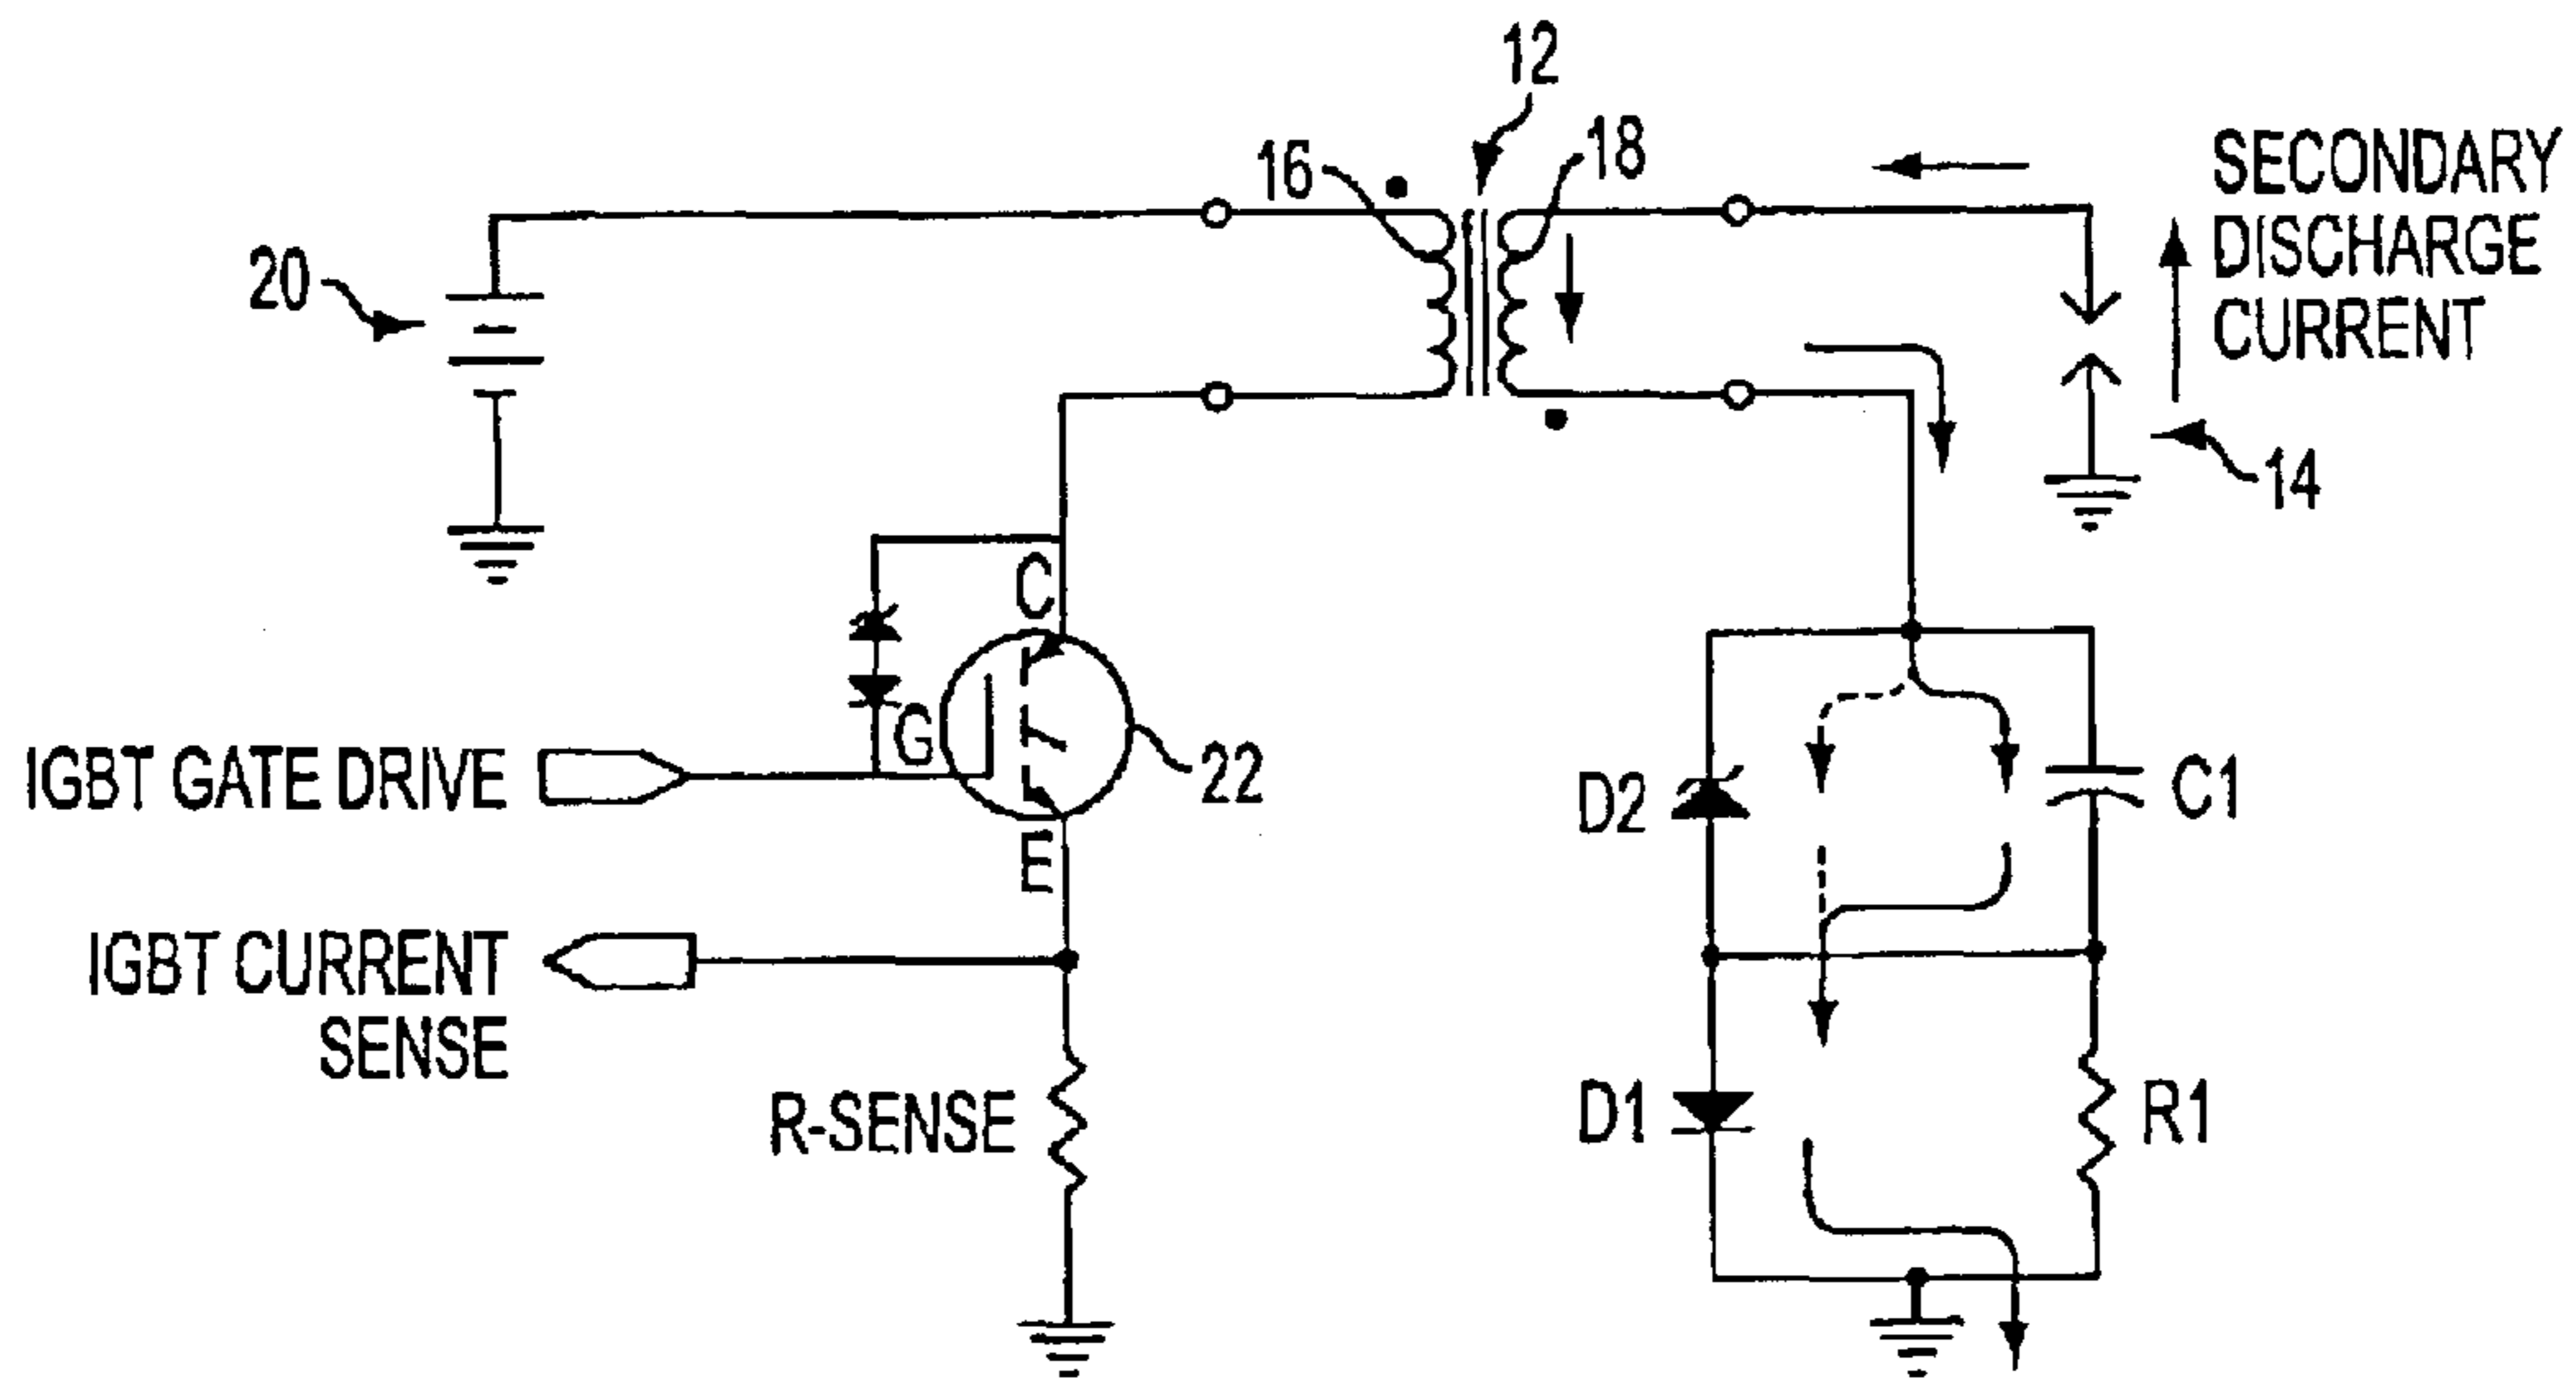 12
16
18
SECONDARY
DISCHARGE
CURRENT
20
14
C
G
22
IGBT GATE DRIVE
E
D2
C1
IGBT CURRENT
SENSE
R-SENSE
D1
R1